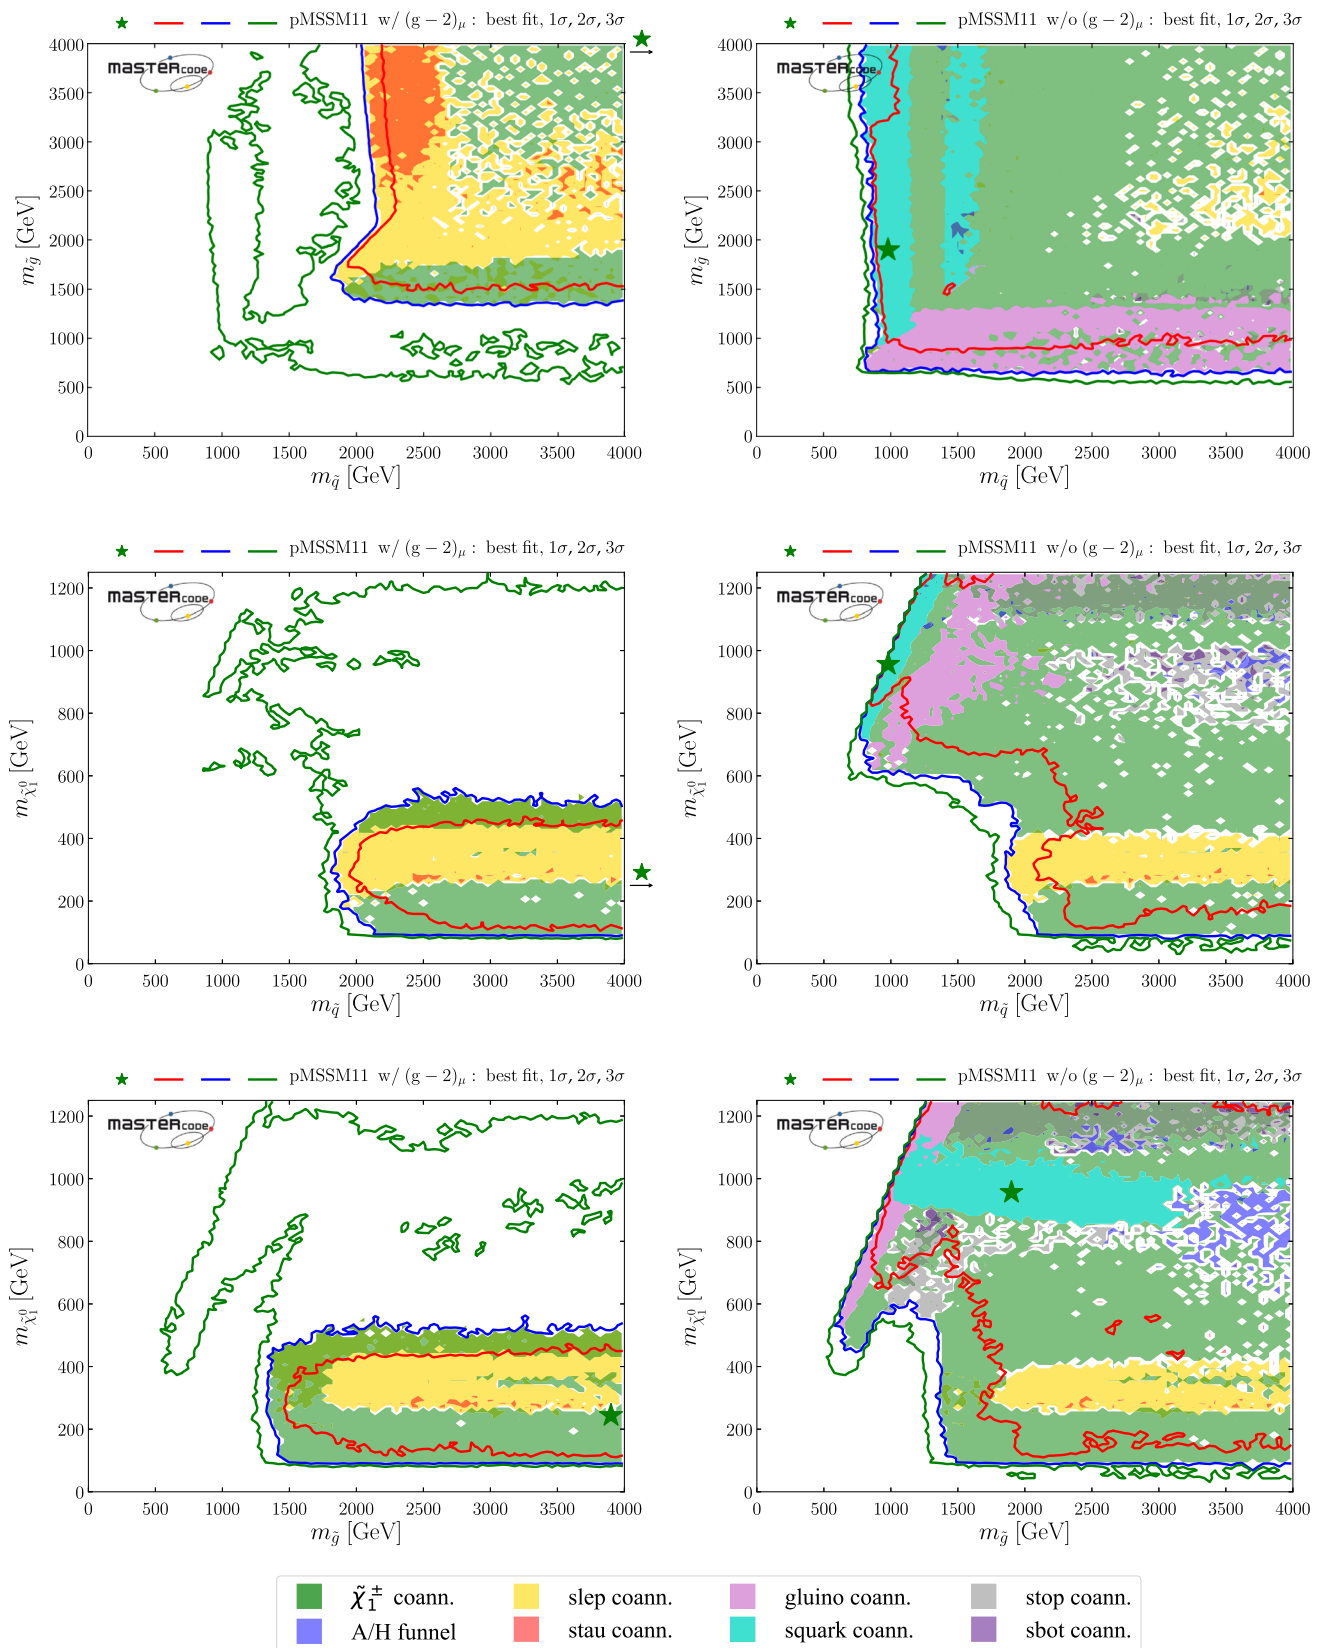 pMSSM11 w/ (g − 2)μ : best fit, 1σ, 2σ, 3σ
pMSSM11 w/o (g − 2)μ : best fit, 1σ, 2σ, 3σ
MASTERCODE
MASTERCODE
4000
3500
3000
2500
2000
1500
1000
500
0
m_g̃ [GeV]
0 500 1000 1500 2000 2500 3000 3500 4000
m_q̃ [GeV]
4000
3500
3000
2500
2000
1500
1000
500
0
m_g̃ [GeV]
0 500 1000 1500 2000 2500 3000 3500 4000
m_q̃ [GeV]
pMSSM11 w/ (g − 2)μ : best fit, 1σ, 2σ, 3σ
pMSSM11 w/o (g − 2)μ : best fit, 1σ, 2σ, 3σ
MASTERCODE
MASTERCODE
1200
1000
800
600
400
200
0
m_χ̃₁⁰ [GeV]
0 500 1000 1500 2000 2500 3000 3500 4000
m_q̃ [GeV]
1200
1000
800
600
400
200
0
m_χ̃₁⁰ [GeV]
0 500 1000 1500 2000 2500 3000 3500 4000
m_q̃ [GeV]
pMSSM11 w/ (g − 2)μ : best fit, 1σ, 2σ, 3σ
pMSSM11 w/o (g − 2)μ : best fit, 1σ, 2σ, 3σ
MASTERCODE
MASTERCODE
1200
1000
800
600
400
200
0
m_χ̃₁⁰ [GeV]
0 500 1000 1500 2000 2500 3000 3500 4000
m_g̃ [GeV]
1200
1000
800
600
400
200
0
m_χ̃₁⁰ [GeV]
0 500 1000 1500 2000 2500 3000 3500 4000
m_g̃ [GeV]
χ̃₁± coann. slep coann. gluino coann. stop coann.
A/H funnel stau coann. squark coann. sbot coann.